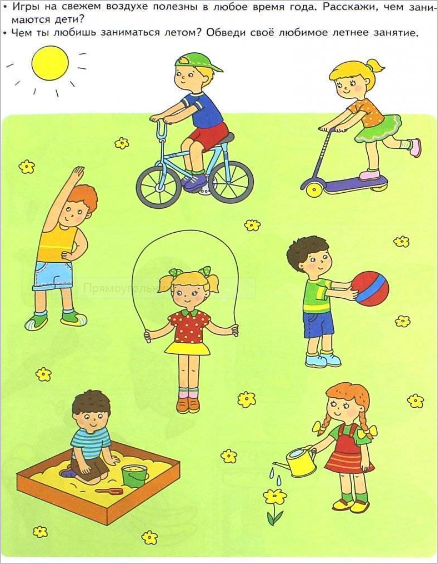 • Игры на свежем воздухе полезны в любое время года. Расскажи, чем зани-
маются дети?
• Чем ты любишь заниматься летом? Обведи своё любимое летнее занятие.